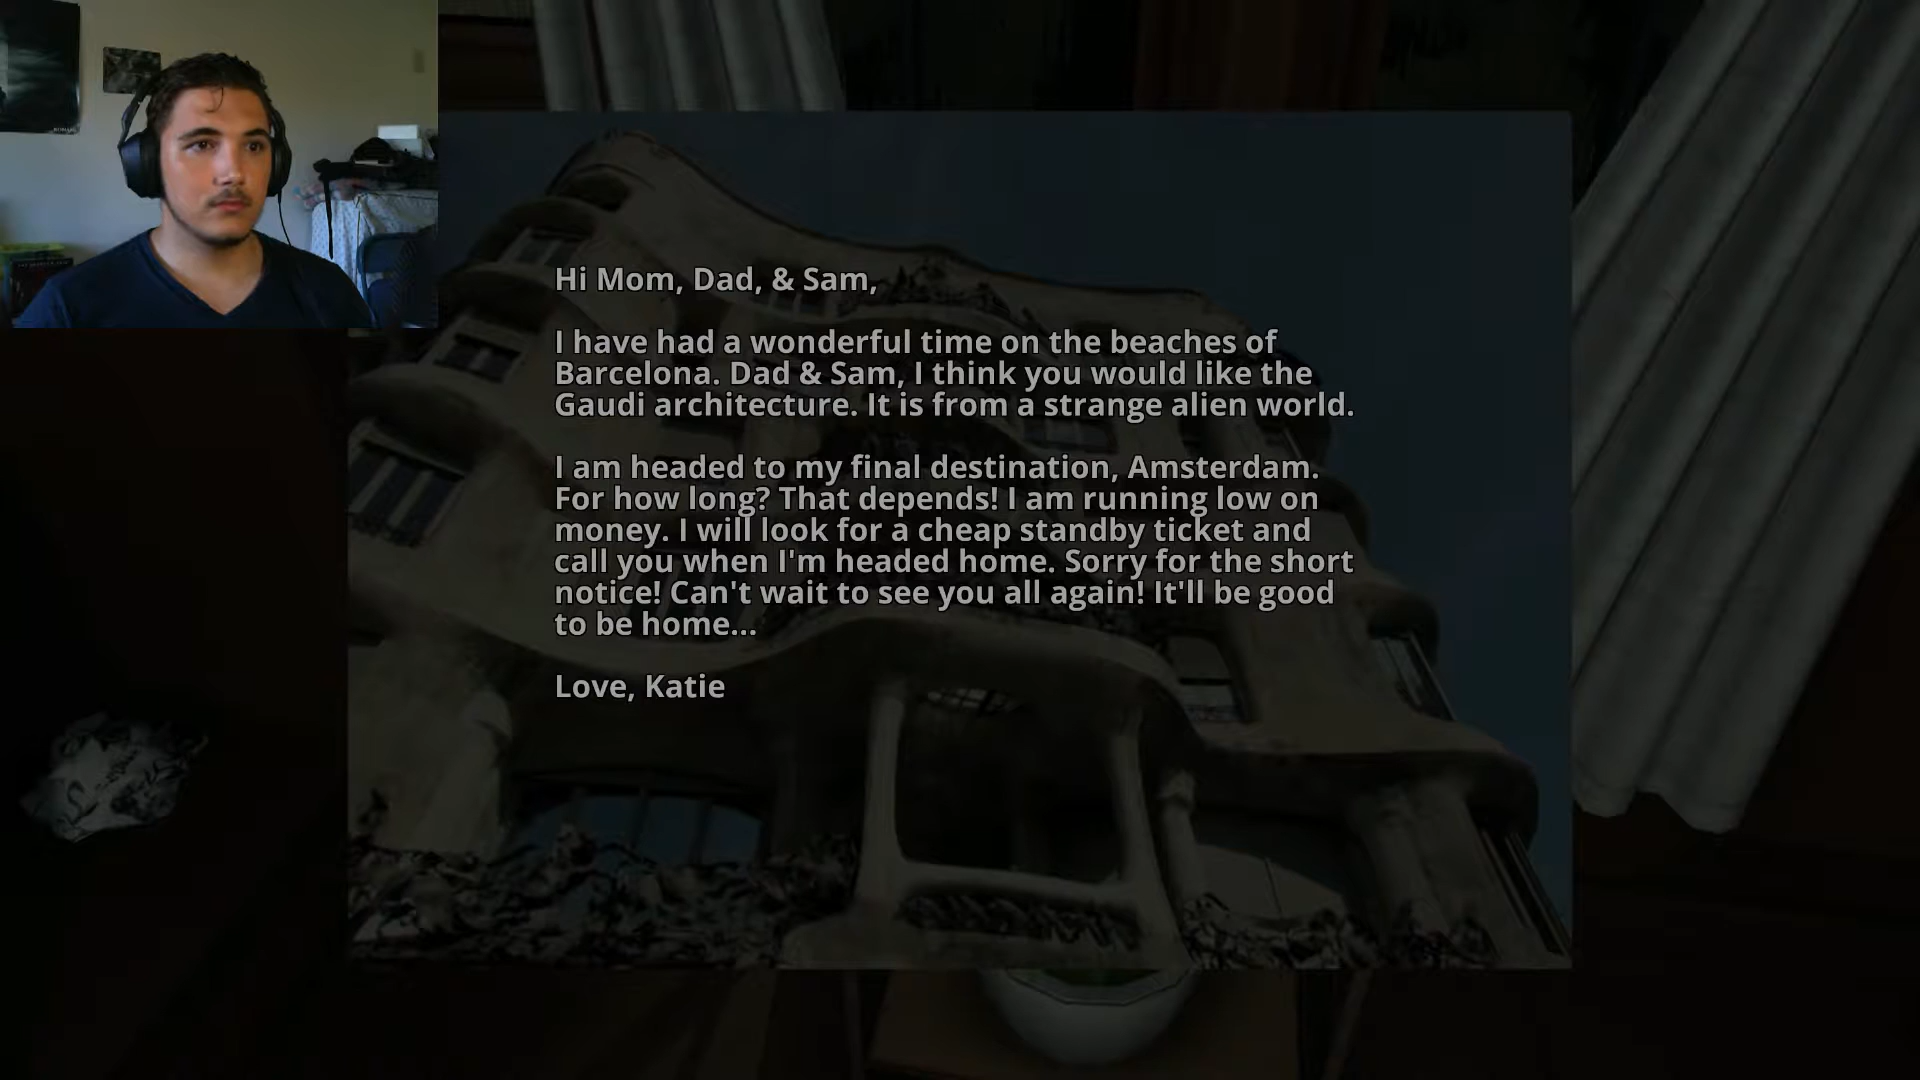 Hi Mom, Dad, & Sam,
I have had a wonderful time on the beaches of
Barcelona. Dad & Sam, I think you would like the
Gaudi architecture. It is from a strange alien world.
I am headed to my final destination, Amsterdam.
For how long? That depends! I am running low on
money. I will look for a cheap standby ticket and
call you when I'm headed home. Sorry for the short
notice! Can't wait to see you all again! It'll be good
to be home...
Love, Katie